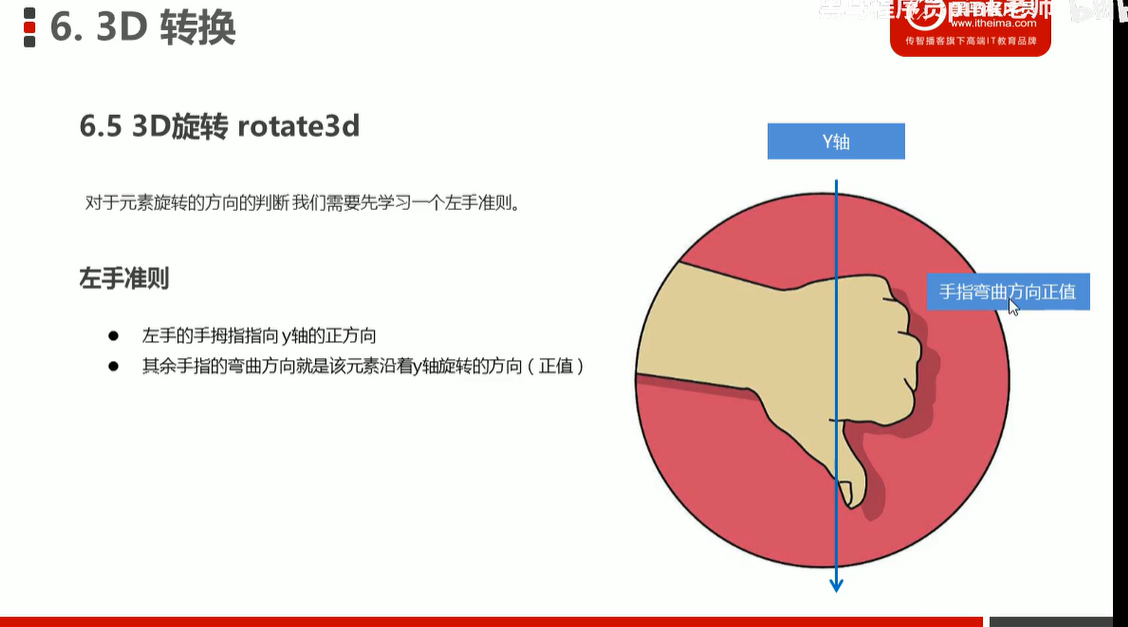 6. 3D 转换
www.itheima.com
传智播客旗下高端IT教育品牌
6.5 3D旋转 rotate3d
Y轴
对于元素旋转的方向的判断 我们需要先学习一个左手准则。
左手准则
手指弯曲方向正值
● 左手的手拇指指向 y轴的正方向
● 其余手指的弯曲方向就是该元素沿着y轴旋转的方向（正值）